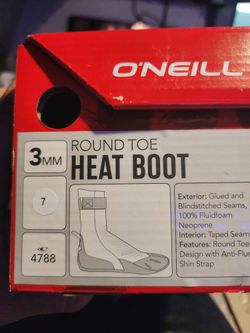 O'NEILL
3MM
ROUND TOE
HEAT BOOT
7
4788
Exterior: Glued and
Blindstitched Seams,
100% Fluidfoam
Neoprene
Interior: Taped Seams
Features: Round Toe
Design with Anti-Flu
Shin Strap